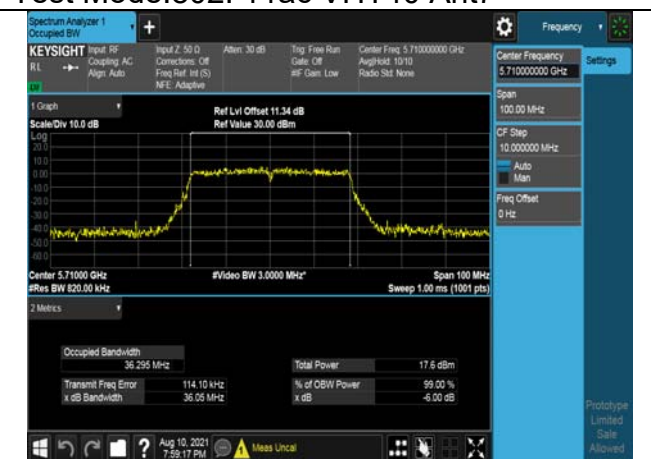 Spectrum Analyzer 1
Occupied BW
+
Frequency
KEYSIGHT
Input: RF
Coupling: AC
Align: Auto
Input Z: 50 Ω
Corrections: Off
Freq Ref: Int (S)
NFE: Adaptive
Atten: 30 dB
Trig: Free Run
Gate: Off
#IF Gain: Low
Center Freq: 5.710000000 GHz
Avg|Hold: 10/10
Radio Std: None
RL
Center Frequency
5.710000000 GHz
Settings
Span
100.00 MHz
CF Step
10.000000 MHz
Auto
Man
Freq Offset
0 Hz
1 Graph
Scale/Div 10.0 dB
Ref Lvl Offset 11.34 dB
Ref Value 30.00 dBm
Log
20.0
10.0
0.00
-10.0
-20.0
-30.0
-40.0
-50.0
-60.0
Center 5.71000 GHz
#Res BW 820.00 kHz
#Video BW 3.0000 MHz*
Span 100 MHz
Sweep 1.00 ms (1001 pts)
2 Metrics
Occupied Bandwidth
36.295 MHz
Total Power 17.6 dBm
Transmit Freq Error 114.10 kHz
% of OBW Power 99.00 %
x dB Bandwidth 36.05 MHz
x dB -6.00 dB
Prototype
Limited
Sale
Allowed
?
Aug 10, 2021
7:59:17 PM
Meas Uncal